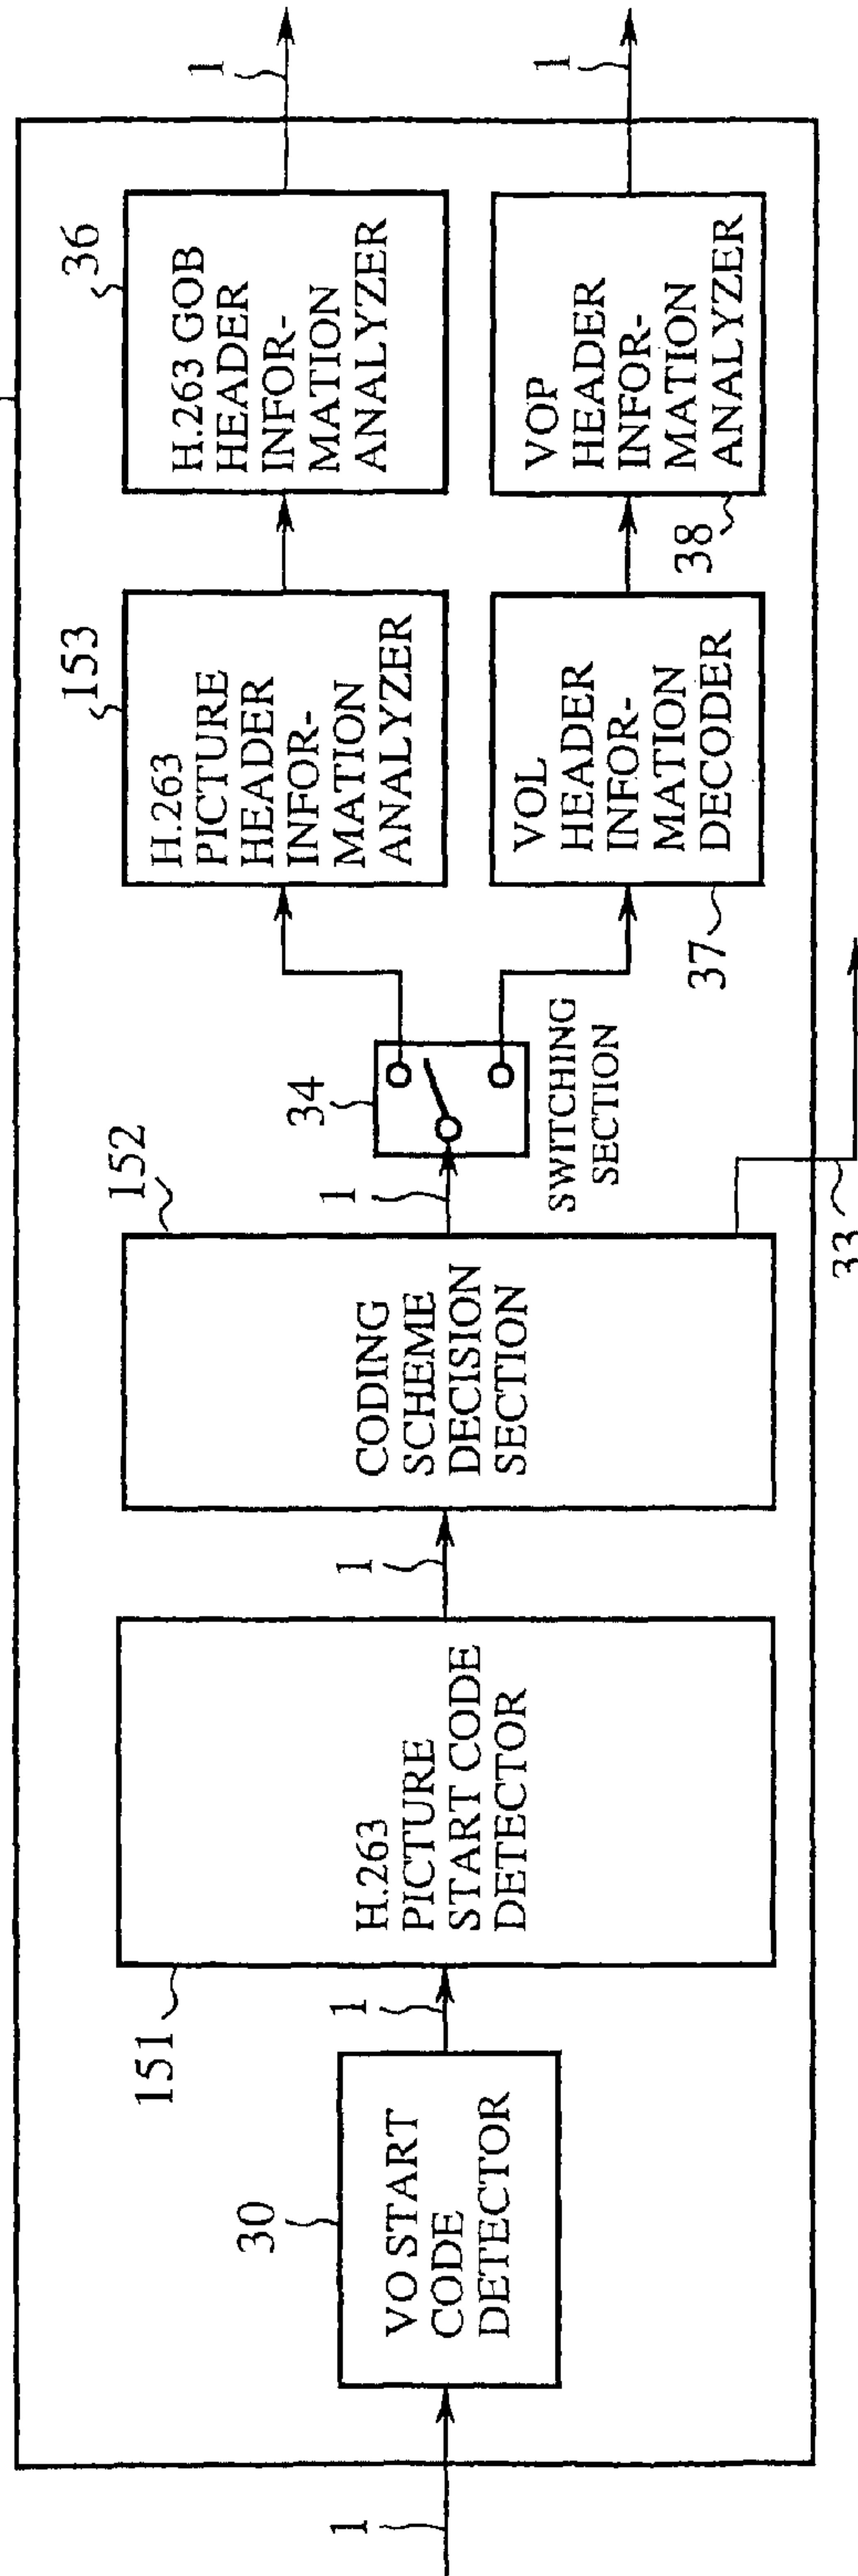 1
30
VO START
CODE
DETECTOR
1
151
H.263
PICTURE
START CODE
DETECTOR
1
152
CODING
SCHEME
DECISION
SECTION
33
1
34
SWITCHING
SECTION
153
H.263
PICTURE
HEADER
INFOR-
MATION
ANALYZER
36
H.263 GOB
HEADER
INFOR-
MATION
ANALYZER
1
37
VOL
HEADER
INFOR-
MATION
DECODER
38
VOP
HEADER
INFOR-
MATION
ANALYZER
1